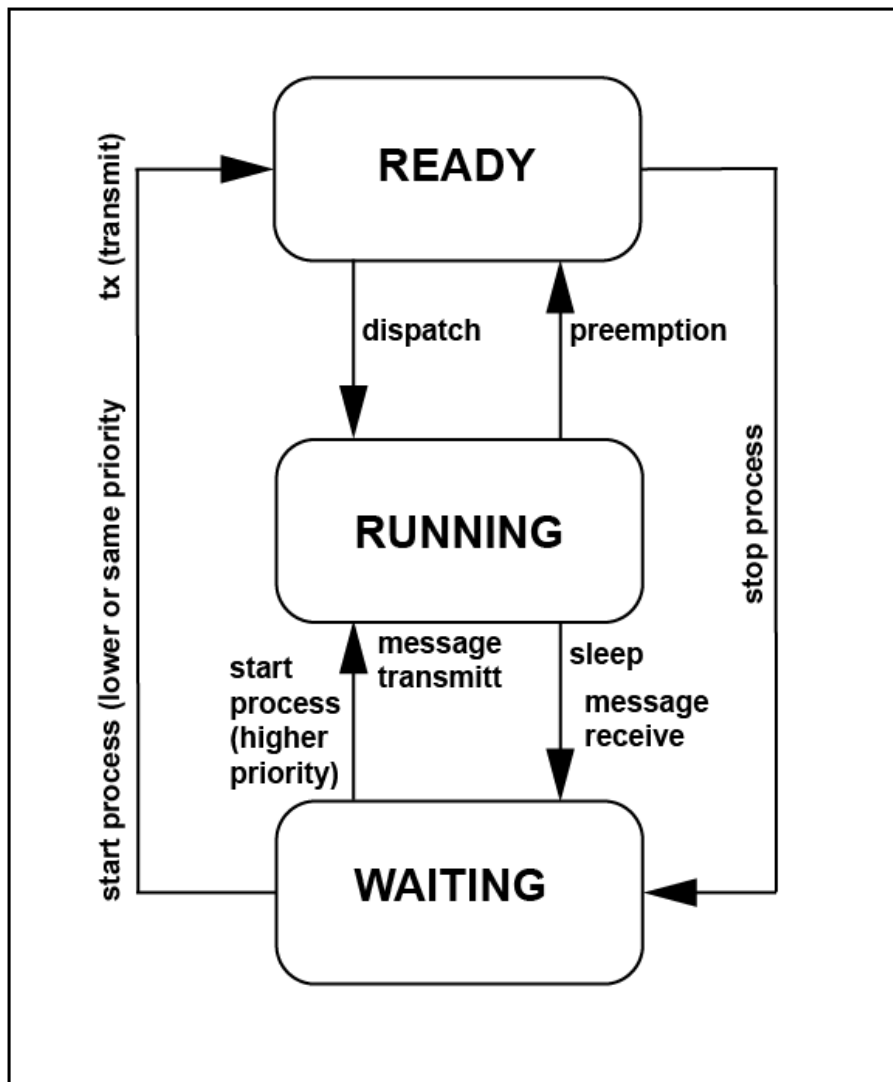 READY
tx (transmit)
dispatch
preemption
start process (lower or same priority
stop process
RUNNING
start
process
(higher
priority)
message
transmitt
sleep
message
receive
WAITING